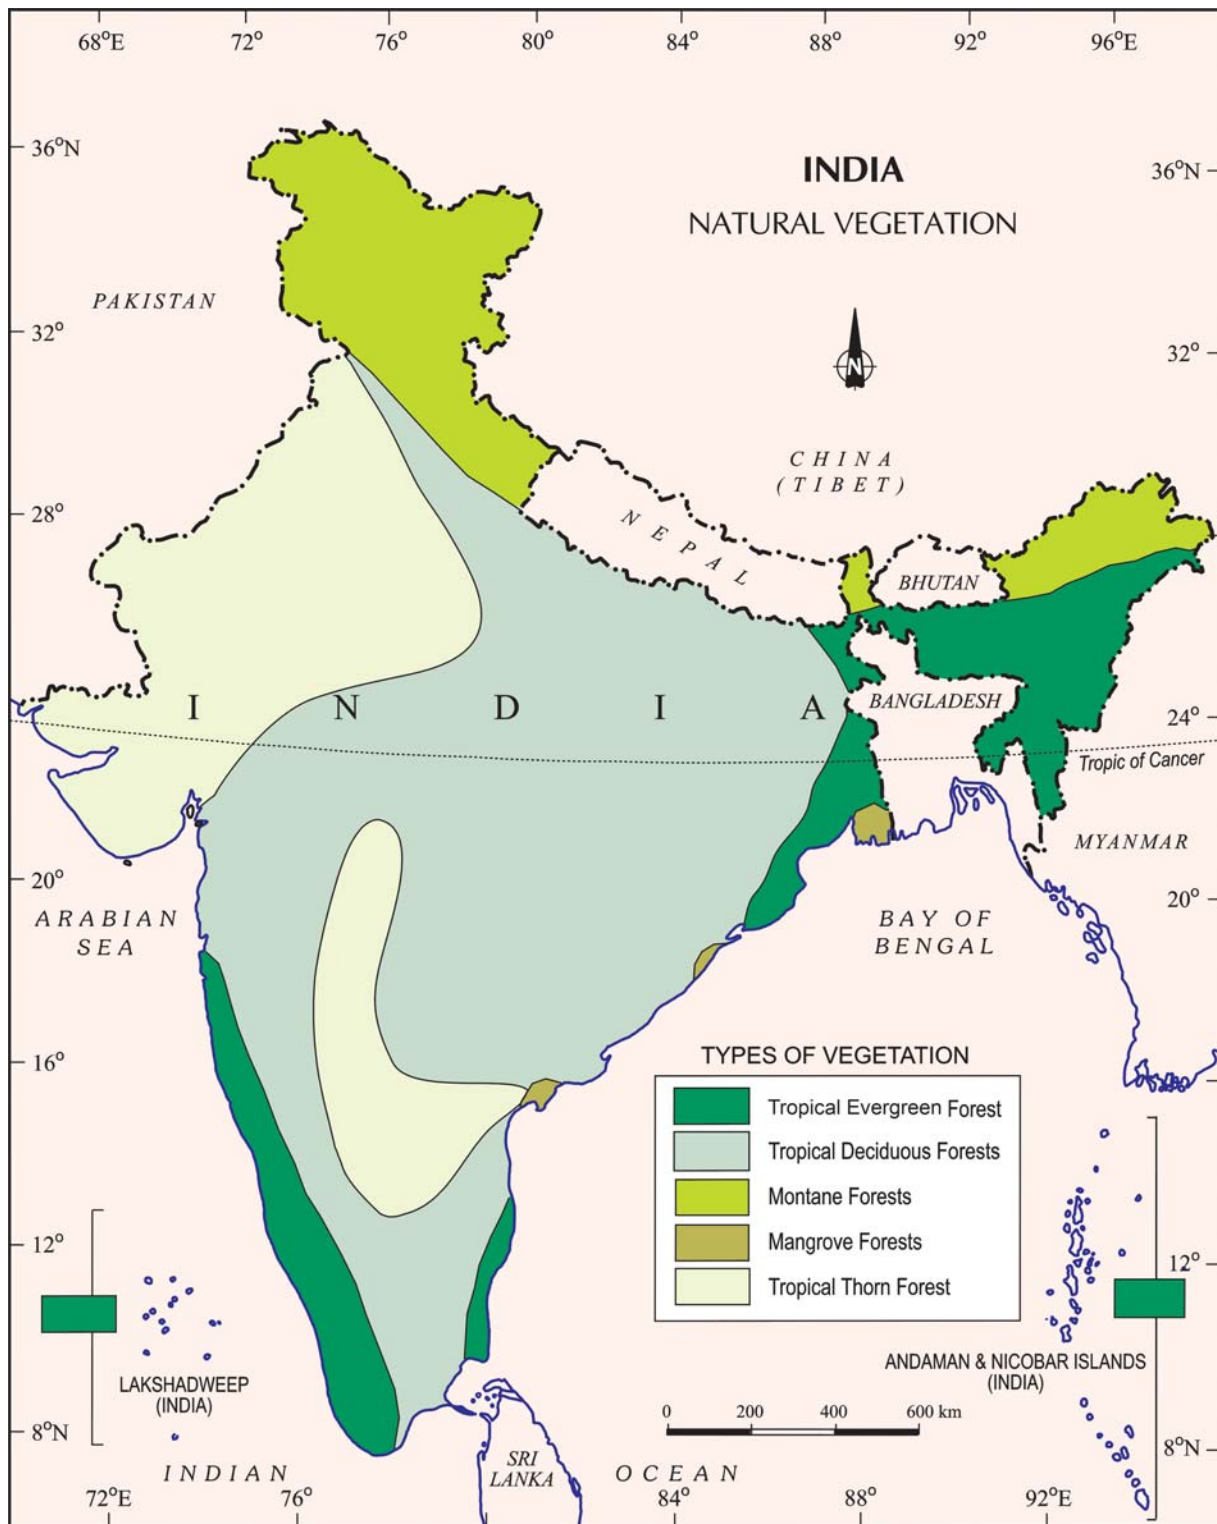 68°E 72° 76° 80° 84° 88° 92° 96°E
36°N
36°N
INDIA
NATURAL VEGETATION
PAKISTAN
32°
32°
N
CHINA
(TIBET)
28°
NEPAL
28°
BHUTAN
INDIA
BANGLADESH
24°
Tropic of Cancer
MYANMAR
20°
20°
ARABIAN
SEA
BAY OF
BENGAL
16°
TYPES OF VEGETATION
Tropical Evergreen Forest
Tropical Deciduous Forests
Montane Forests
Mangrove Forests
Tropical Thorn Forest
12°
12°
LAKSHADWEEP
(INDIA)
ANDAMAN & NICOBAR ISLANDS
(INDIA)
0 200 400 600 km
8°N
8°N
INDIAN OCEAN
SRI
LANKA
72°E 76° 84° 88° 92°E